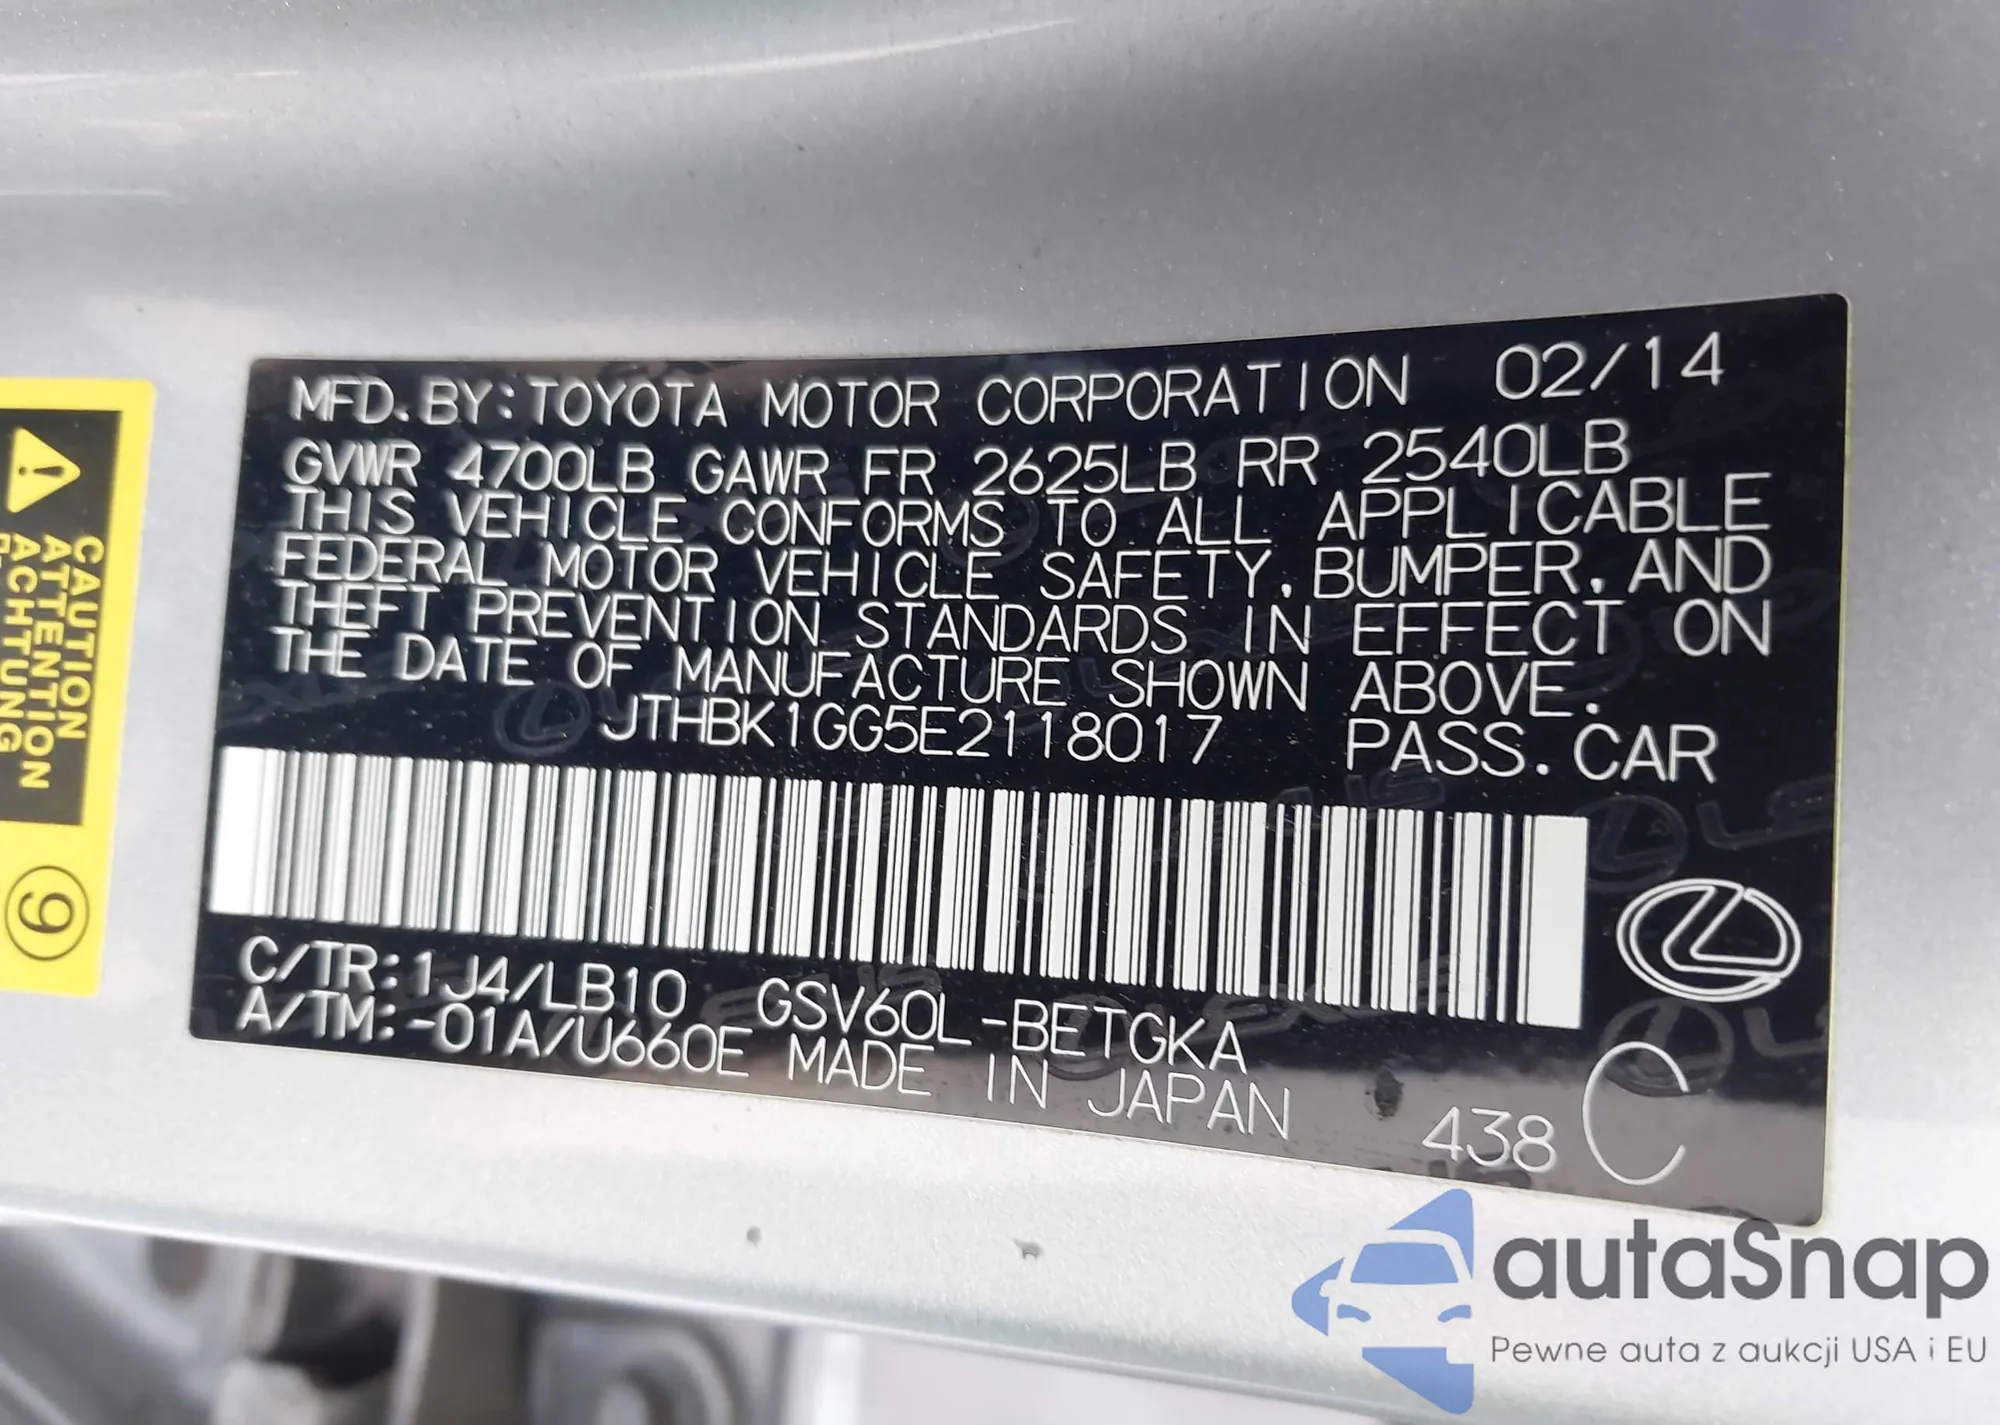 MFD. BY: TOYOTA MOTOR CORPORATION 02/14
GVWR 4700LB GAWR FR 2625LB RR 2540LB
THIS VEHICLE CONFORMS TO ALL APPLICABLE
FEDERAL MOTOR VEHICLE SAFETY, BUMPER, AND
THEFT PREVENTION STANDARDS IN EFFECT ON
THE DATE OF MANUFACTURE SHOWN ABOVE.
JTHBK1GG5E2118017 PASS. CAR
C/TR: 1J4/LB10 GSV60L-BETGKA
A/TM: -01A/U660E MADE IN JAPAN
438 C
CAUTION
ATTENTION
ACHTUNG
9
autaSnap
Pewne auta z aukcji USA i EU